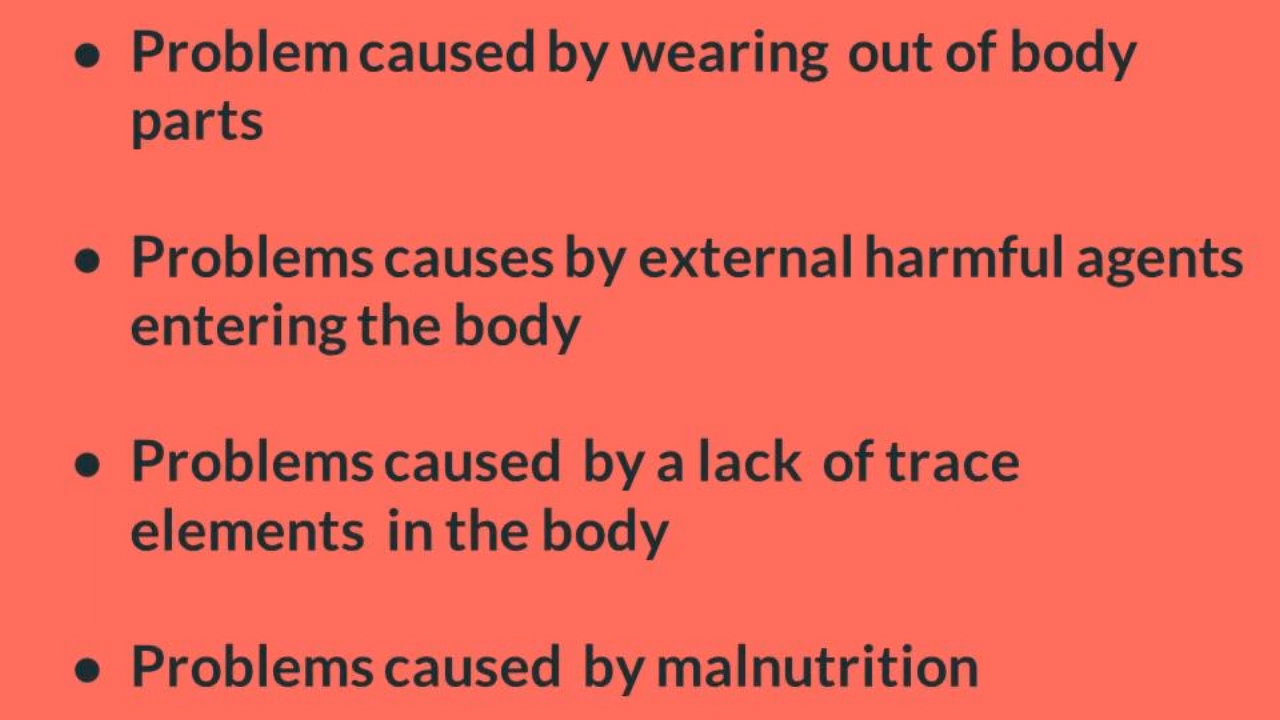 ● Problem caused by wearing out of body
parts
● Problems causes by external harmful agents
entering the body
● Problems caused by a lack of trace
elements in the body
● Problems caused by malnutrition